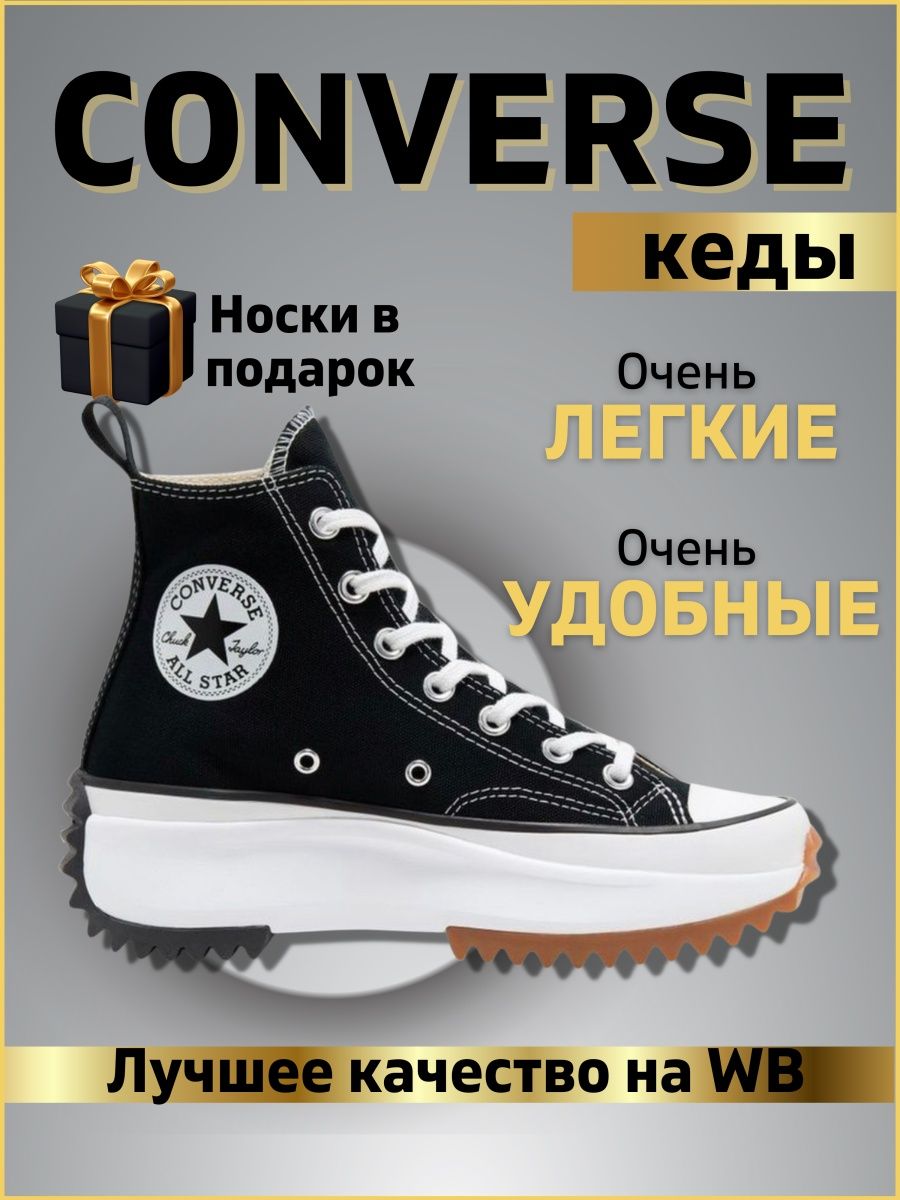 CONVERSE
кеды
Носки в
подарок
Очень
ЛЕГКИЕ
Очень
УДОБНЫЕ
CONVERSE
Chuck Taylor
ALL STAR
Лучшее качество на WB